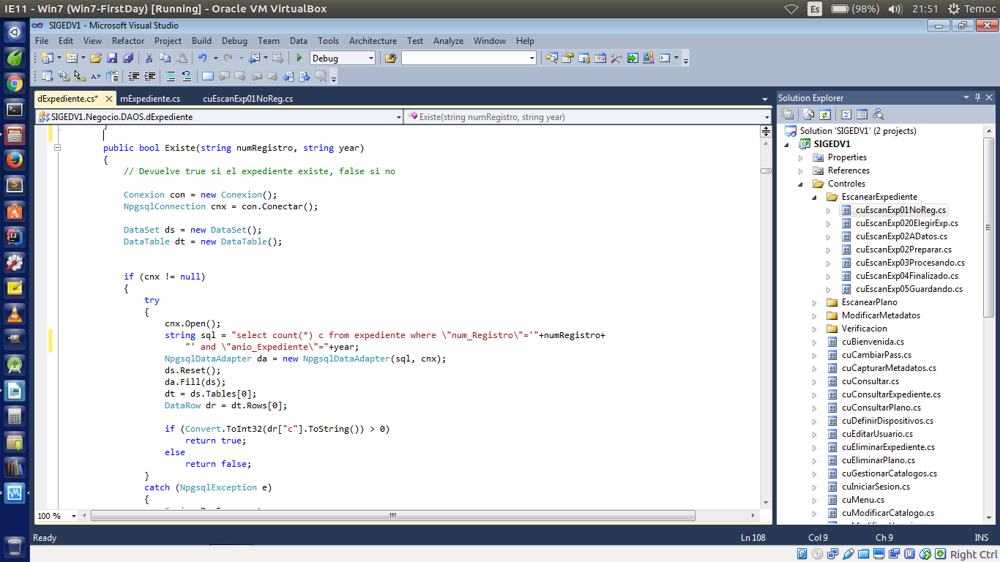 IE11 - Win7 (Win7-FirstDay) [Running] - Oracle VM VirtualBox
Es (98%) 21:51 Temoc
SIGEDV1 - Microsoft Visual Studio
File Edit View Refactor Project Build Debug Team Data Tools Architecture Test Analyze Window Help
Debug
dExpediente.cs* mExpediente.cs cuEscanExp01NoReg.cs
SIGEDV1.Negocio.DAOS.dExpediente Existe(string numRegistro, string year)
}
public bool Existe(string numRegistro, string year)
{
// Devuelve true si el expediente existe, false si no
Conexion con = new Conexion();
NpgsqlConnection cnx = con.Conectar();
DataSet ds = new DataSet();
DataTable dt = new DataTable();
if (cnx != null)
{
try
{
cnx.Open();
string sql = "select count(*) c from expediente where \"num_Registro\"='"+numRegistro+
"' and \"anio_Expediente\"="+year;
NpgsqlDataAdapter da = new NpgsqlDataAdapter(sql, cnx);
ds.Reset();
da.Fill(ds);
dt = ds.Tables[0];
DataRow dr = dt.Rows[0];
if (Convert.ToInt32(dr["c"].ToString()) > 0)
return true;
else
return false;
}
catch (NpgsqlException e)
{
100 %
Solution Explorer
Solution 'SIGEDV1' (2 projects)
SIGEDV1
Properties
References
Controles
EscanearExpediente
cuEscanExp01NoReg.cs
cuEscanExp020ElegirExp.cs
cuEscanExp02ADatos.cs
cuEscanExp02Preparar.cs
cuEscanExp03Procesando.cs
cuEscanExp04Finalizado.cs
cuEscanExp05Guardando.cs
EscanearPlano
ModificarMetadatos
Verificacion
cuBienvenida.cs
cuCambiarPass.cs
cuCapturarMetadatos.cs
cuConsultar.cs
cuConsultarExpediente.cs
cuConsultarPlano.cs
cuDefinirDispositivos.cs
cuEditarUsuario.cs
cuEliminarExpediente.cs
cuEliminarPlano.cs
cuGestionarCatalogos.cs
cuIniciarSesion.cs
cuMenu.cs
cuModificarCatalogo.cs
Ready Ln 108 Col 9 Ch 9 INS
Right Ctrl